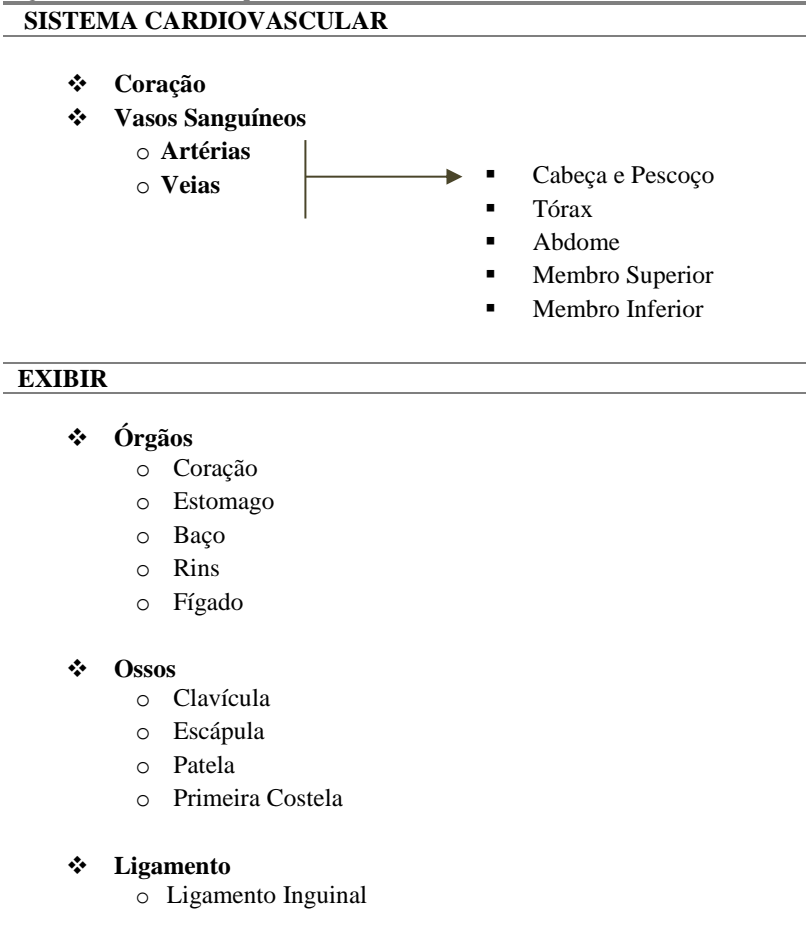 SISTEMA CARDIOVASCULAR
❖ Coração
❖ Vasos Sanguíneos
o Artérias
o Veias
▪ Cabeça e Pescoço
▪ Tórax
▪ Abdome
▪ Membro Superior
▪ Membro Inferior
EXIBIR
❖ Órgãos
o Coração
o Estomago
o Baço
o Rins
o Fígado
❖ Ossos
o Clavícula
o Escápula
o Patela
o Primeira Costela
❖ Ligamento
o Ligamento Inguinal